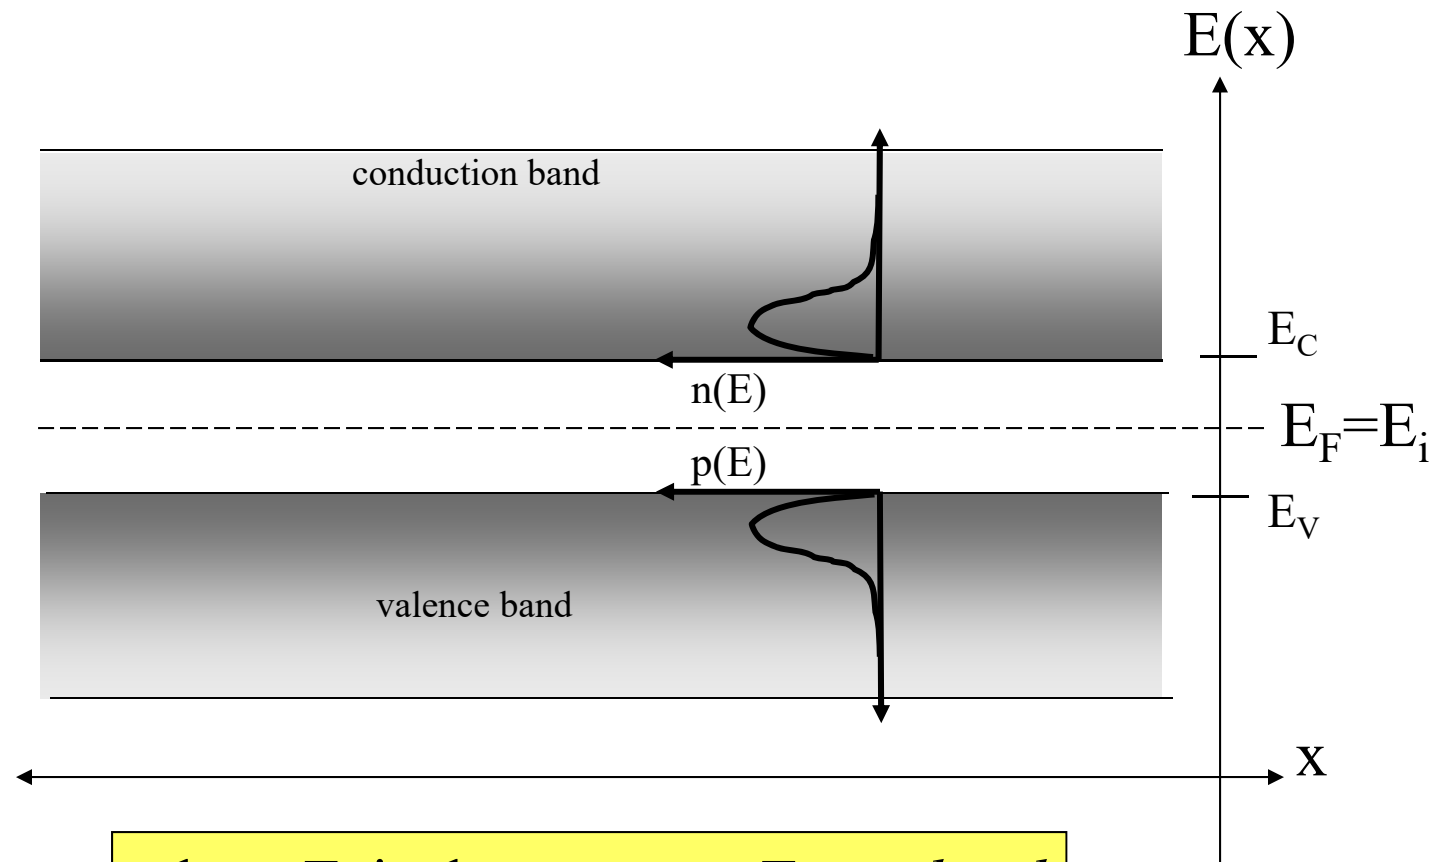 E(x)
conduction band
E_C
n(E)
E_F=E_i
p(E)
E_V
valence band
x